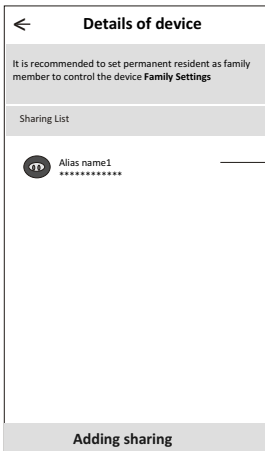 Details of device
It is recommended to set permanent resident as family
member to control the device Family Settings
Sharing List
Alias name1
************
Adding sharing